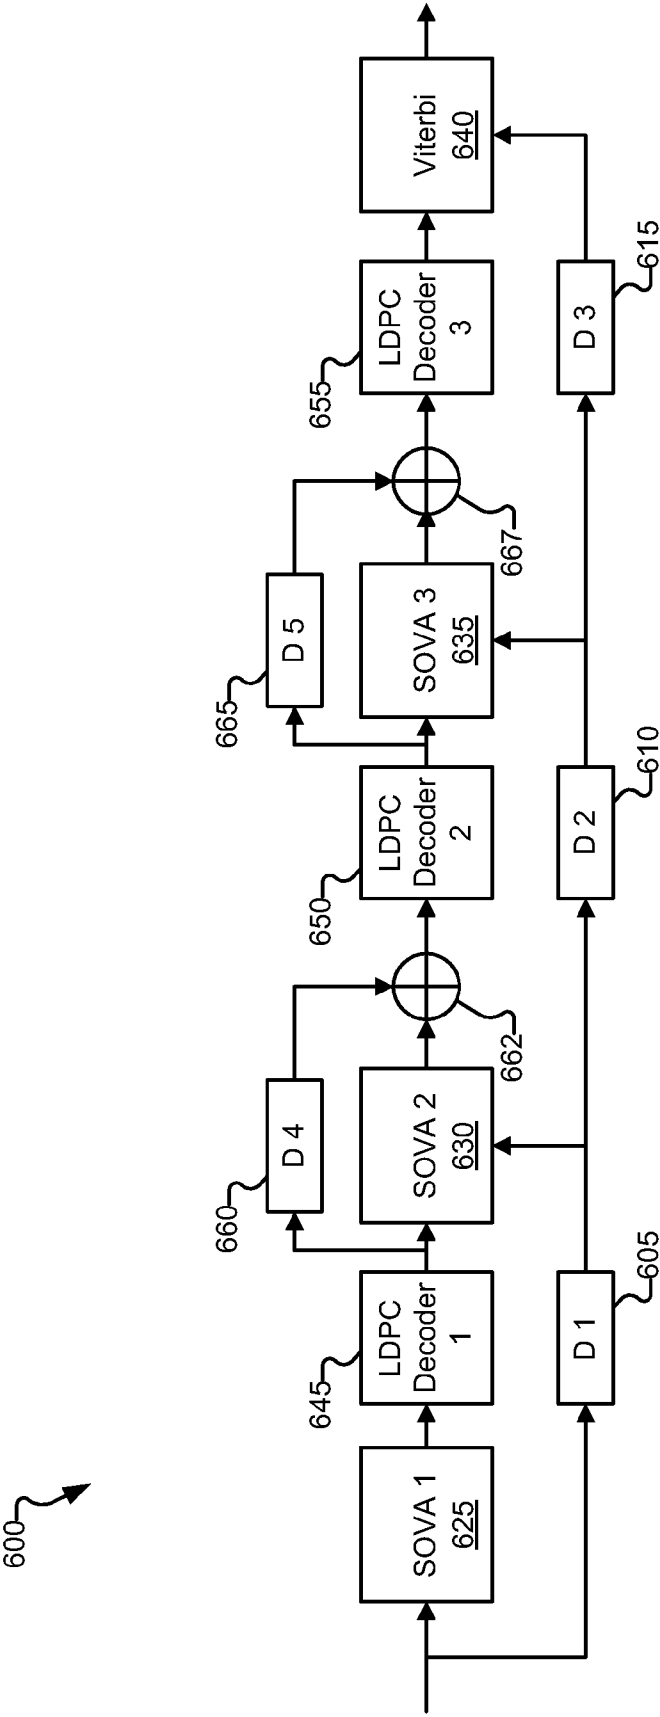 600
SOVA 1
625
645
LDPC
Decoder
1
D 1
605
660
D 4
SOVA 2
630
662
650
LDPC
Decoder
2
D 2
610
665
D 5
SOVA 3
635
667
655
LDPC
Decoder
3
D 3
615
Viterbi
640